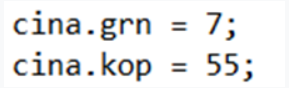 cina.grn = 7;
cina.kop = 55;